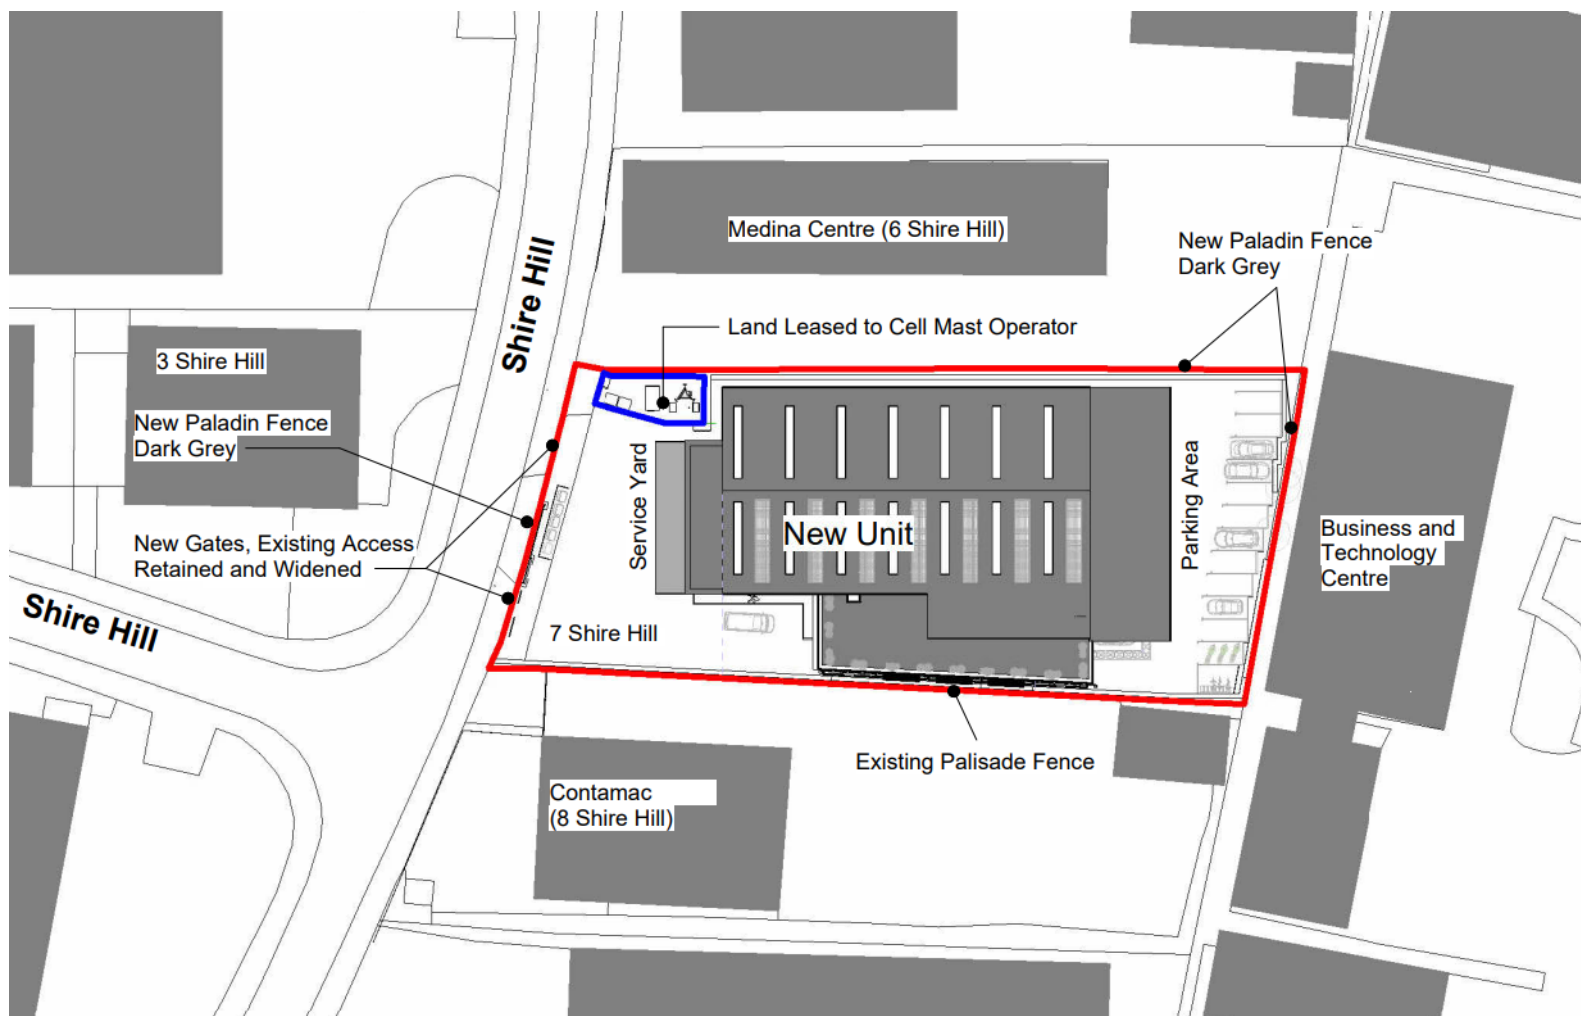 Shire Hill
Medina Centre (6 Shire Hill)
New Paladin Fence
Dark Grey
Land Leased to Cell Mast Operator
3 Shire Hill
New Paladin Fence
Dark Grey
Service Yard
Parking Area
New Unit
Business and
Technology
Centre
New Gates, Existing Access
Retained and Widened
Shire Hill
7 Shire Hill
Existing Palisade Fence
Contamac
(8 Shire Hill)